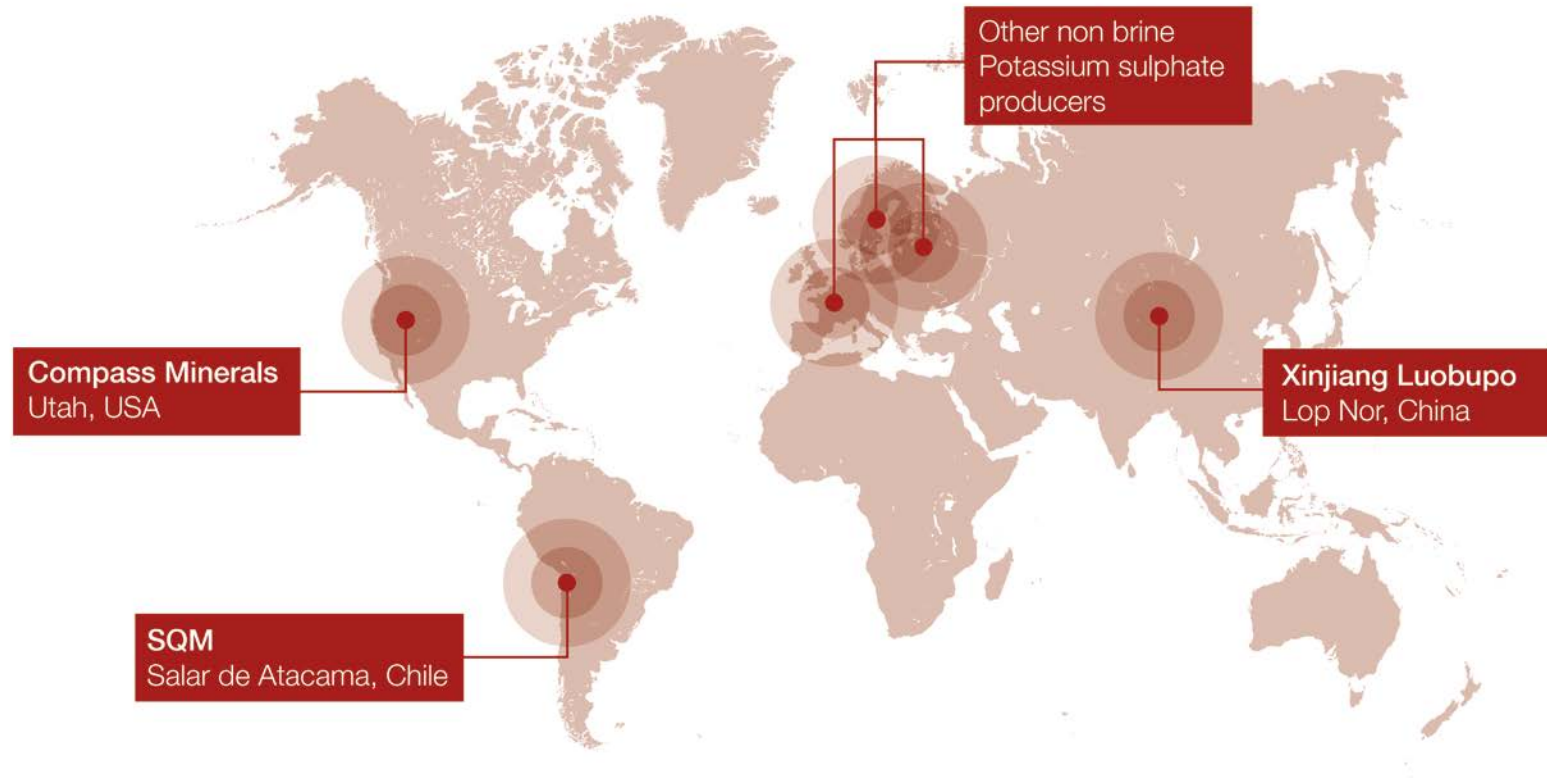 Other non brine
Potassium sulphate
producers
Compass Minerals
Utah, USA
Xinjiang Luobupo
Lop Nor, China
SQM
Salar de Atacama, Chile